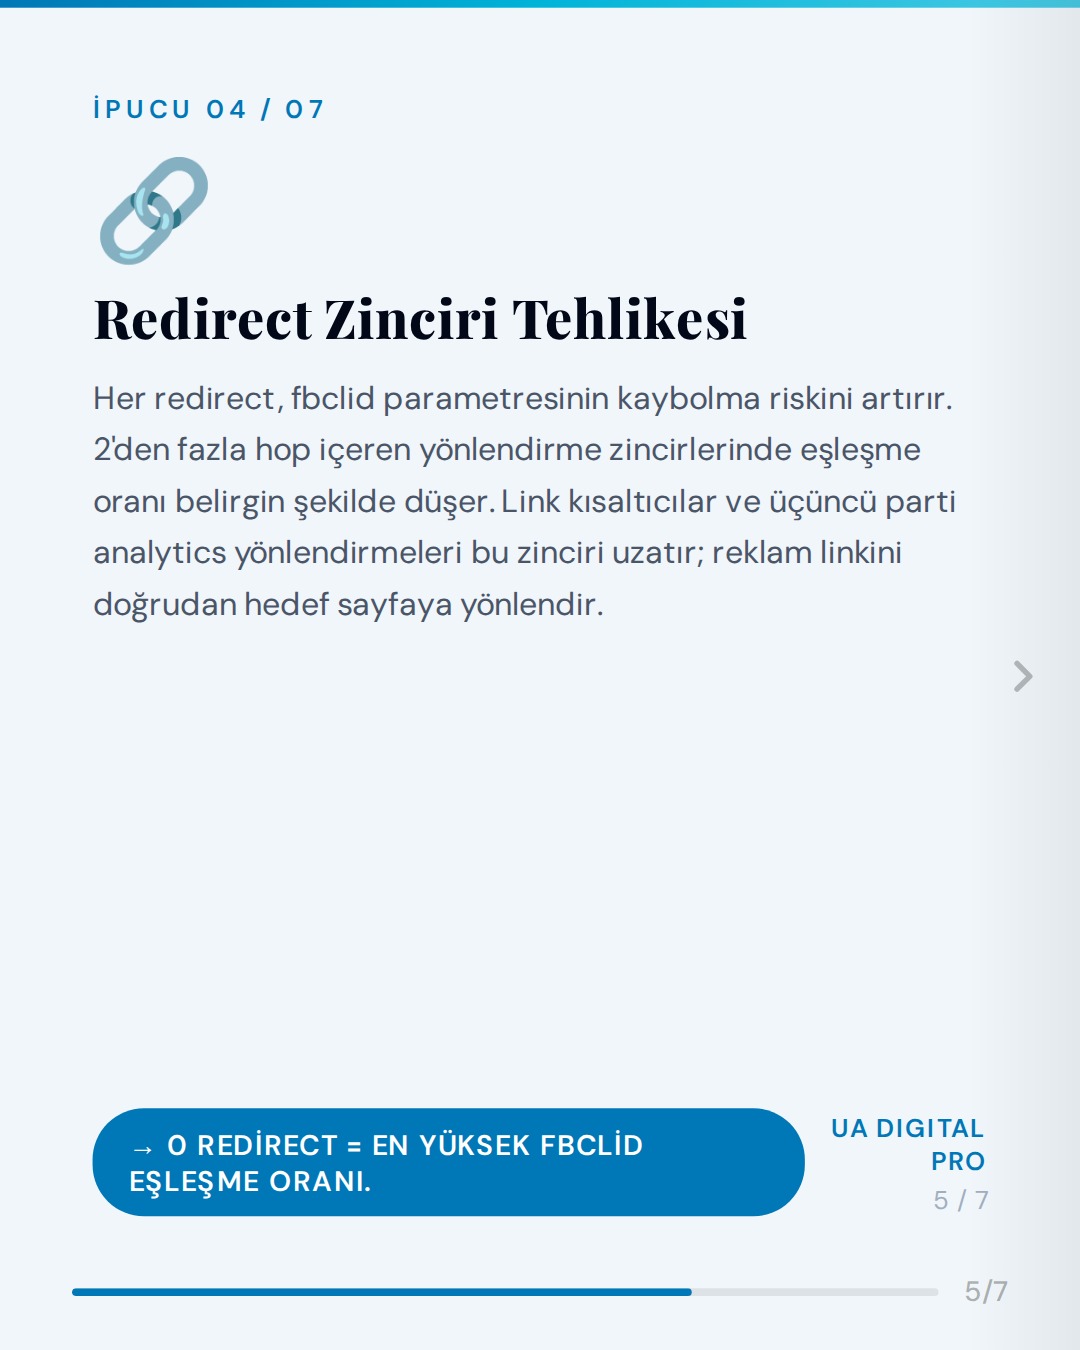 İPUCU 04 / 07
Redirect Zinciri Tehlikesi
Her redirect, fbclid parametresinin kaybolma riskini artırır.
2'den fazla hop içeren yönlendirme zincirlerinde eşleşme
oranı belirgin şekilde düşer. Link kısaltıcılar ve üçüncü parti
analytics yönlendirmeleri bu zinciri uzatır; reklam linkini
doğrudan hedef sayfaya yönlendir.
→ 0 REDİRECT = EN YÜKSEK FBCLİD
EŞLEŞME ORANI.
UA DIGITAL
PRO
5 / 7
5/7